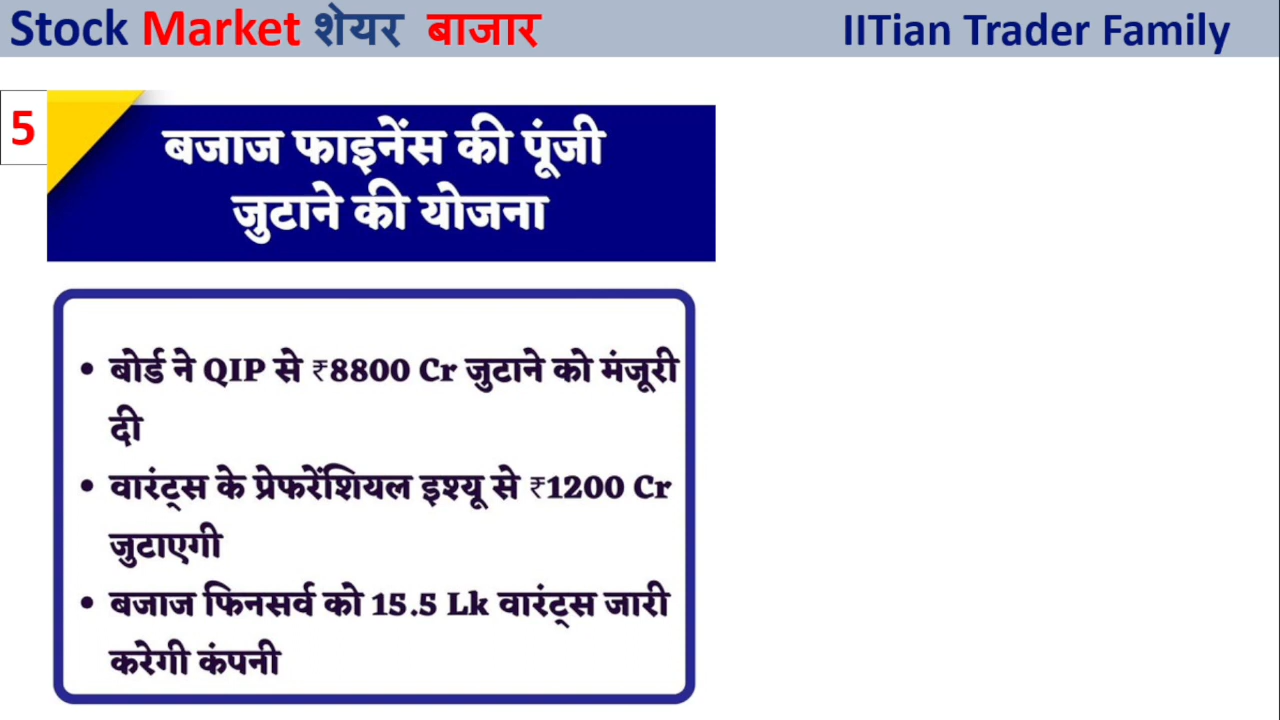 Stock Market शेयर बाजार
IITian Trader Family
5
बजाज फाइनेंस की पूंजी
जुटाने की योजना
• बोर्ड ने QIP से ₹8800 Cr जुटाने को मंजूरी
दी
• वारंट्स के प्रेफरेंशियल इश्यू से ₹1200 Cr
जुटाएगी
• बजाज फिनसर्व को 15.5 Lk वारंट्स जारी
करेगी कंपनी